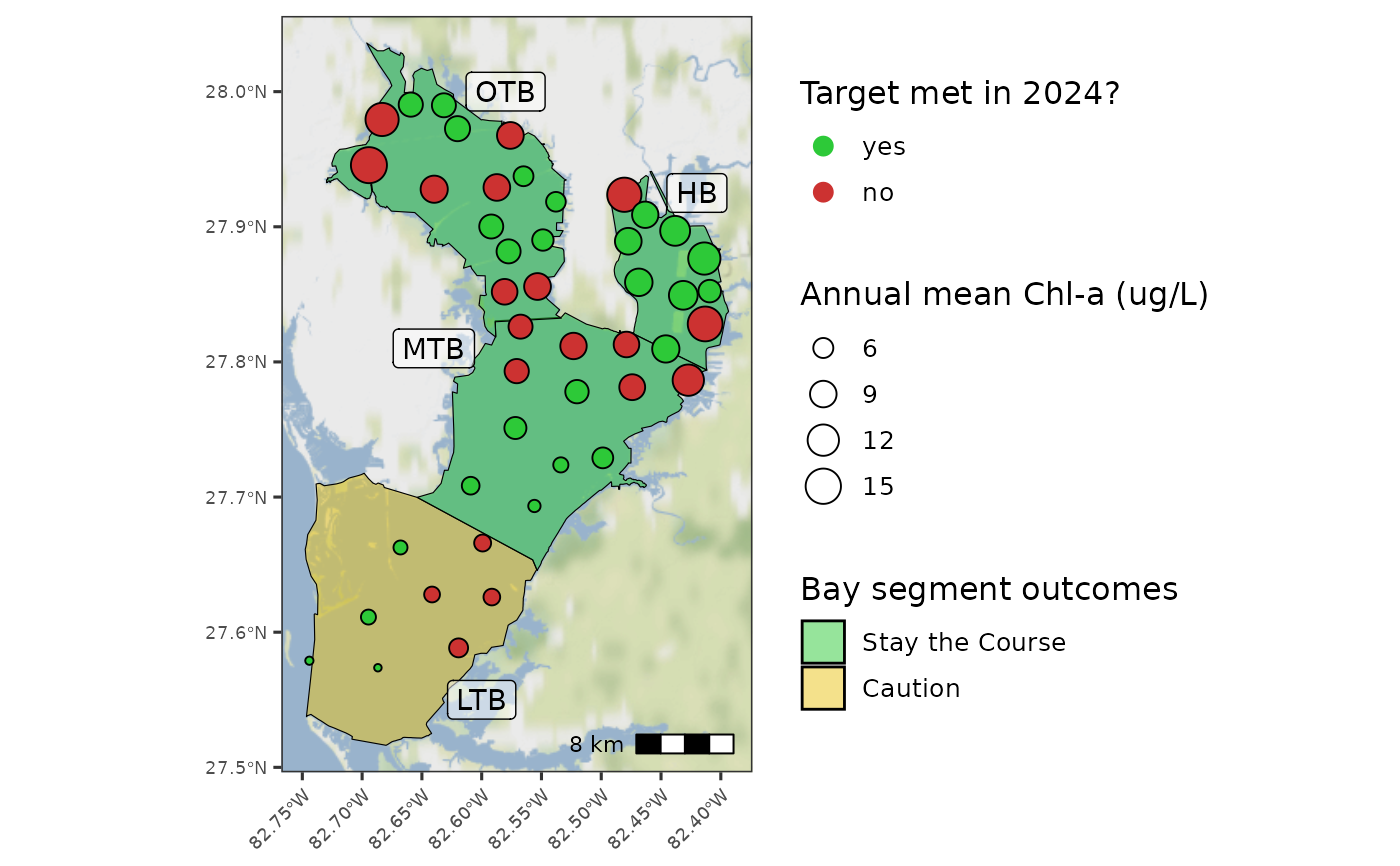 28.0°N
27.9°N
27.8°N
27.7°N
27.6°N
27.5°N
82.75°W
82.70°W
82.65°W
82.60°W
82.55°W
82.50°W
82.45°W
82.40°W
OTB
HB
MTB
LTB
8 km
Target met in 2024?
yes
no
Annual mean Chl-a (ug/L)
6
9
12
15
Bay segment outcomes
Stay the Course
Caution